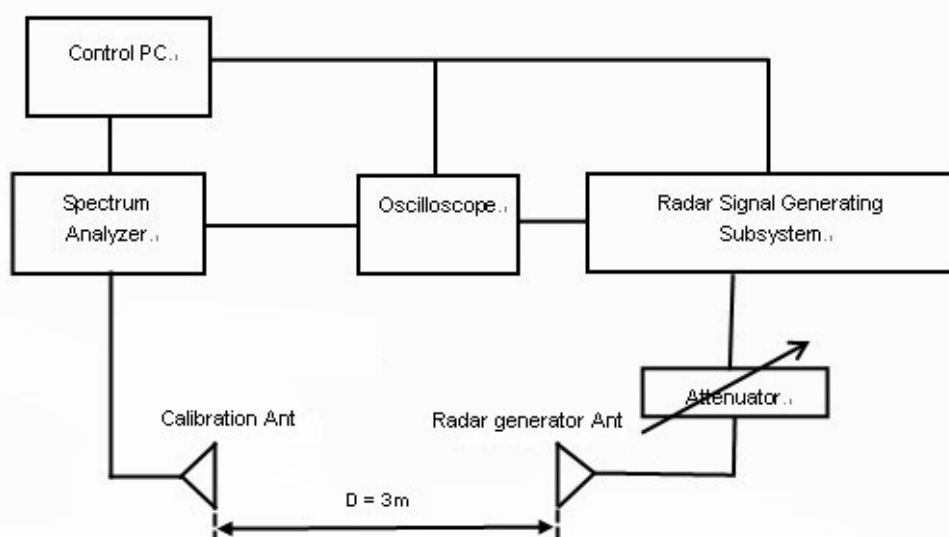 Control PC
Spectrum
Analyzer
Oscilloscope
Radar Signal Generating
Subsystem
Attenuator
Calibration Ant
Radar generator Ant
D = 3m